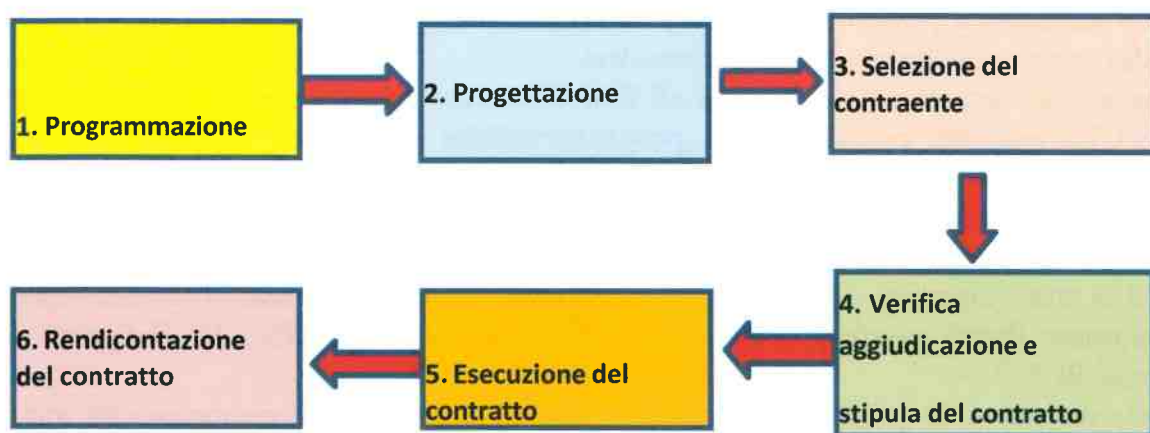 1. Programmazione
2. Progettazione
3. Selezione del
contraente
4. Verifica
aggiudicazione e
stipula del contratto
5. Esecuzione del
contratto
6. Rendicontazione
del contratto